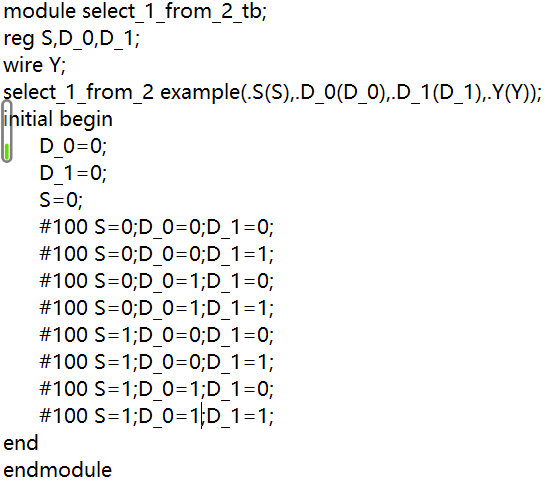 module select_1_from_2_tb;
reg S,D_0,D_1;
wire Y;
select_1_from_2 example(.S(S),.D_0(D_0),.D_1(D_1),.Y(Y));
initial begin
D_0=0;
D_1=0;
S=0;
#100 S=0;D_0=0;D_1=0;
#100 S=0;D_0=0;D_1=1;
#100 S=0;D_0=1;D_1=0;
#100 S=0;D_0=1;D_1=1;
#100 S=1;D_0=0;D_1=0;
#100 S=1;D_0=0;D_1=1;
#100 S=1;D_0=1;D_1=0;
#100 S=1;D_0=1;D_1=1;
end
endmodule